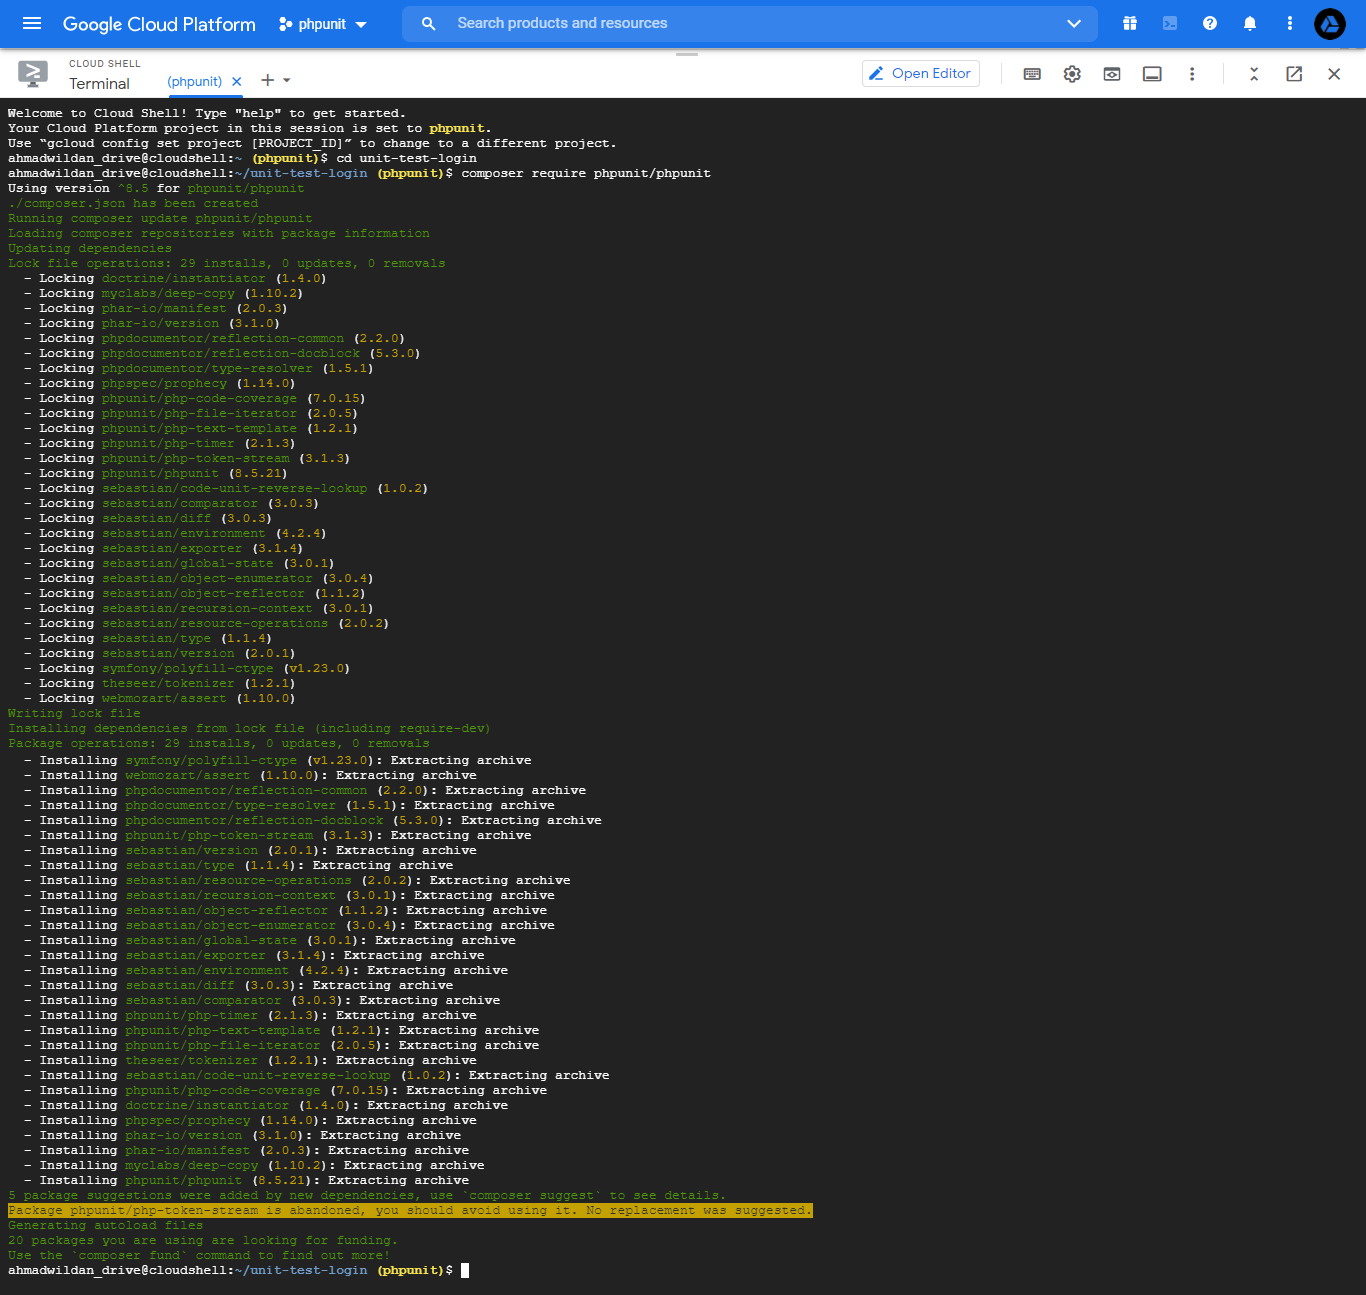 Google Cloud Platform
phpunit
Search products and resources
CLOUD SHELL
Terminal
(phpunit)
Open Editor
Welcome to Cloud Shell! Type "help" to get started.
Your Cloud Platform project in this session is set to phpunit.
Use “gcloud config set project [PROJECT_ID]” to change to a different project.
ahmadwildan_drive@cloudshell:~ (phpunit)$ cd unit-test-login
ahmadwildan_drive@cloudshell:~/unit-test-login (phpunit)$ composer require phpunit/phpunit
Using version ^8.5 for phpunit/phpunit
./composer.json has been created
Running composer update phpunit/phpunit
Loading composer repositories with package information
Updating dependencies
Lock file operations: 29 installs, 0 updates, 0 removals
- Locking doctrine/instantiator (1.4.0)
- Locking myclabs/deep-copy (1.10.2)
- Locking phar-io/manifest (2.0.3)
- Locking phar-io/version (3.1.0)
- Locking phpdocumentor/reflection-common (2.2.0)
- Locking phpdocumentor/reflection-docblock (5.3.0)
- Locking phpdocumentor/type-resolver (1.5.1)
- Locking phpspec/prophecy (1.14.0)
- Locking phpunit/php-code-coverage (7.0.15)
- Locking phpunit/php-file-iterator (2.0.5)
- Locking phpunit/php-text-template (1.2.1)
- Locking phpunit/php-timer (2.1.3)
- Locking phpunit/php-token-stream (3.1.3)
- Locking phpunit/phpunit (8.5.21)
- Locking sebastian/code-unit-reverse-lookup (1.0.2)
- Locking sebastian/comparator (3.0.3)
- Locking sebastian/diff (3.0.3)
- Locking sebastian/environment (4.2.4)
- Locking sebastian/exporter (3.1.4)
- Locking sebastian/global-state (3.0.1)
- Locking sebastian/object-enumerator (3.0.4)
- Locking sebastian/object-reflector (1.1.2)
- Locking sebastian/recursion-context (3.0.1)
- Locking sebastian/resource-operations (2.0.2)
- Locking sebastian/type (1.1.4)
- Locking sebastian/version (2.0.1)
- Locking symfony/polyfill-ctype (v1.23.0)
- Locking theseer/tokenizer (1.2.1)
- Locking webmozart/assert (1.10.0)
Writing lock file
Installing dependencies from lock file (including require-dev)
Package operations: 29 installs, 0 updates, 0 removals
- Installing symfony/polyfill-ctype (v1.23.0): Extracting archive
- Installing webmozart/assert (1.10.0): Extracting archive
- Installing phpdocumentor/reflection-common (2.2.0): Extracting archive
- Installing phpdocumentor/type-resolver (1.5.1): Extracting archive
- Installing phpdocumentor/reflection-docblock (5.3.0): Extracting archive
- Installing phpunit/php-token-stream (3.1.3): Extracting archive
- Installing sebastian/version (2.0.1): Extracting archive
- Installing sebastian/type (1.1.4): Extracting archive
- Installing sebastian/resource-operations (2.0.2): Extracting archive
- Installing sebastian/recursion-context (3.0.1): Extracting archive
- Installing sebastian/object-reflector (1.1.2): Extracting archive
- Installing sebastian/object-enumerator (3.0.4): Extracting archive
- Installing sebastian/global-state (3.0.1): Extracting archive
- Installing sebastian/exporter (3.1.4): Extracting archive
- Installing sebastian/environment (4.2.4): Extracting archive
- Installing sebastian/diff (3.0.3): Extracting archive
- Installing sebastian/comparator (3.0.3): Extracting archive
- Installing phpunit/php-timer (2.1.3): Extracting archive
- Installing phpunit/php-text-template (1.2.1): Extracting archive
- Installing phpunit/php-file-iterator (2.0.5): Extracting archive
- Installing theseer/tokenizer (1.2.1): Extracting archive
- Installing sebastian/code-unit-reverse-lookup (1.0.2): Extracting archive
- Installing phpunit/php-code-coverage (7.0.15): Extracting archive
- Installing doctrine/instantiator (1.4.0): Extracting archive
- Installing phpspec/prophecy (1.14.0): Extracting archive
- Installing phar-io/version (3.1.0): Extracting archive
- Installing phar-io/manifest (2.0.3): Extracting archive
- Installing myclabs/deep-copy (1.10.2): Extracting archive
- Installing phpunit/phpunit (8.5.21): Extracting archive
5 package suggestions were added by new dependencies, use `composer suggest` to see details.
Package phpunit/php-token-stream is abandoned, you should avoid using it. No replacement was suggested.
Generating autoload files
20 packages you are using are looking for funding.
Use the `composer fund` command to find out more!
ahmadwildan_drive@cloudshell:~/unit-test-login (phpunit)$